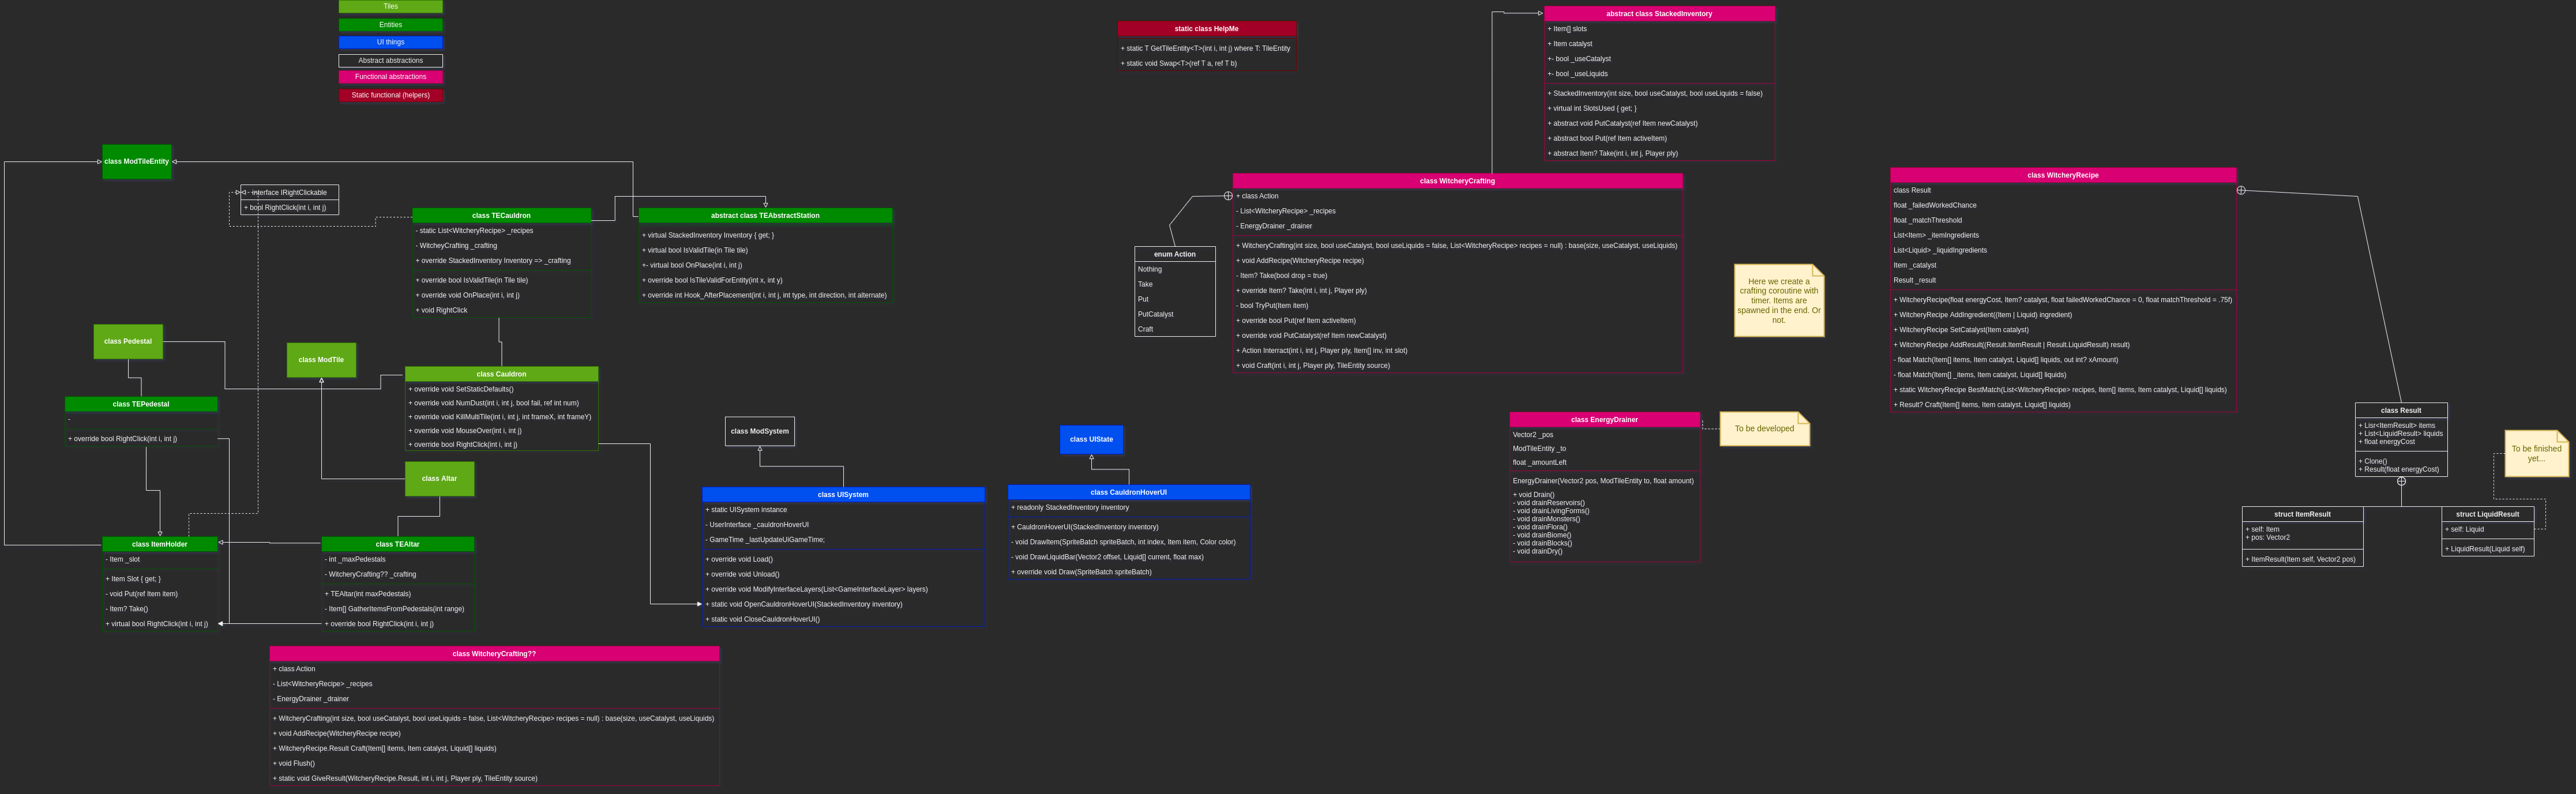 Tiles
Entities
UI things
Abstract abstractions
Functional abstractions
Static functional (helpers)
static class HelpMe
+ static T GetTileEntity<T>(int i, int j) where T: TileEntity
+ static void Swap<T>(ref T a, ref T b)
abstract class StackedInventory
+ Item[] slots
+ Item catalyst
+- bool _useCatalyst
+- bool _useLiquids
+ StackedInventory(int size, bool useCatalyst, bool useLiquids = false)
+ virtual int SlotsUsed { get; }
+ abstract void PutCatalyst(ref Item newCatalyst)
+ abstract bool Put(ref Item activeItem)
+ abstract Item? Take(int i, int j, Player ply)
class ModTileEntity
interface IRightClickable
+ bool RightClick(int i, int j)
class TECauldron
- static List<WitcheryRecipe> _recipes
- WitcheyCrafting _crafting
+ override StackedInventory Inventory => _crafting
+ override bool IsValidTile(in Tile tile)
+ override void OnPlace(int i, int j)
+ void RightClick
abstract class TEAbstractStation
+ virtual StackedInventory Inventory { get; }
+ virtual bool IsValidTile(in Tile tile)
+- virtual bool OnPlace(int i, int j)
+ override bool IsTileValidForEntity(int x, int y)
+ override int Hook_AfterPlacement(int i, int j, int type, int direction, int alternate)
class WitcheryCrafting
+ class Action
- List<WitcheryRecipe> _recipes
- EnergyDrainer _drainer
+ WitcheryCrafting(int size, bool useCatalyst, bool useLiquids = false, List<WitcheryRecipe> recipes = null) : base(size, useCatalyst, useLiquids)
+ void AddRecipe(WitcheryRecipe recipe)
- Item? Take(bool drop = true)
+ override Item? Take(int i, int j, Player ply)
- bool TryPut(Item item)
+ override bool Put(ref Item activeItem)
+ override void PutCatalyst(ref Item newCatalyst)
+ Action Interract(int i, int j, Player ply, Item[] inv, int slot)
+ void Craft(int i, int j, Player ply, TileEntity source)
enum Action
Nothing
Take
Put
PutCatalyst
Craft
Here we create a
crafting coroutine with
timer. Items are
spawned in the end. Or
not.
class WitcheryRecipe
class Result
float _failedWorkedChance
float _matchThreshold
List<Item> _itemIngredients
List<Liquid> _liquidIngredients
Item _catalyst
Result _result
+ WitcheryRecipe(float energyCost, Item? catalyst, float failedWorkedChance = 0, float matchThreshold = .75f)
+ WitcheryRecipe AddIngredient((Item | Liquid) ingredient)
+ WitcheryRecipe SetCatalyst(Item catalyst)
+ WitcheryRecipe AddResult((Result.ItemResult | Result.LiquidResult) result)
- float Match(Item[] items, Item catalyst, Liquid[] liquids, out int? xAmount)
- float Match(Item[] _items, Item catalyst, Liquid[] liquids)
+ static WitcheryRecipe BestMatch(List<WitcheryRecipe> recipes, Item[] items, Item catalyst, Liquid[] liquids)
+ Result? Craft(Item[] items, Item catalyst, Liquid[] liquids)
class Pedestal
class ModTile
class Cauldron
+ override void SetStaticDefaults()
+ override void NumDust(int i, int j, bool fail, ref int num)
+ override void KillMultiTile(int i, int j, int frameX, int frameY)
+ override void MouseOver(int i, int j)
+ override bool RightClick(int i, int j)
class TEPedestal
-
+ override bool RightClick(int i, int j)
class Altar
class ModSystem
class UIState
class EnergyDrainer
Vector2 _pos
ModTileEntity _to
float _amountLeft
EnergyDrainer(Vector2 pos, ModTileEntity to, float amount)
+ void Drain()
- void drainReservoirs()
- void drainLivingForms()
- void drainMonsters()
- void drainFlora()
- void drainBiome()
- void drainBlocks()
- void drainDry()
To be developed
class Result
+ List<ItemResult> items
+ List<LiquidResult> liquids
+ float energyCost
+ Clone()
+ Result(float energyCost)
To be finished
yet...
struct ItemResult
+ self: Item
+ pos: Vector2
+ ItemResult(Item self, Vector2 pos)
struct LiquidResult
+ self: Liquid
+ LiquidResult(Liquid self)
class UISystem
+ static UISystem instance
- UserInterface _cauldronHoverUI
- GameTime _lastUpdateUiGameTime;
+ override void Load()
+ override void Unload()
+ override void ModifyInterfaceLayers(List<GameInterfaceLayer> layers)
+ static void OpenCauldronHoverUI(StackedInventory inventory)
+ static void CloseCauldronHoverUI()
class CauldronHoverUI
+ readonly StackedInventory inventory
+ CauldronHoverUI(StackedInventory inventory)
- void DrawItem(SpriteBatch spriteBatch, int index, Item item, Color color)
- void DrawLiquidBar(Vector2 offset, Liquid[] current, float max)
+ override void Draw(SpriteBatch spriteBatch)
class ItemHolder
- Item _slot
+ Item Slot { get; }
- void Put(ref Item item)
- Item? Take()
+ virtual bool RightClick(int i, int j)
class TEAltar
- int _maxPedestals
- WitcheryCrafting?? _crafting
+ TEAltar(int maxPedestals)
- Item[] GatherItemsFromPedestals(int range)
+ override bool RightClick(int i, int j)
class WitcheryCrafting??
+ class Action
- List<WitcheryRecipe> _recipes
- EnergyDrainer _drainer
+ WitcheryCrafting(int size, bool useCatalyst, bool useLiquids = false, List<WitcheryRecipe> recipes = null) : base(size, useCatalyst, useLiquids)
+ void AddRecipe(WitcheryRecipe recipe)
+ WitcheryRecipe.Result Craft(Item[] items, Item catalyst, Liquid[] liquids)
+ void Flush()
+ static void GiveResult(WitcheryRecipe.Result, int i, int j, Player ply, TileEntity source)